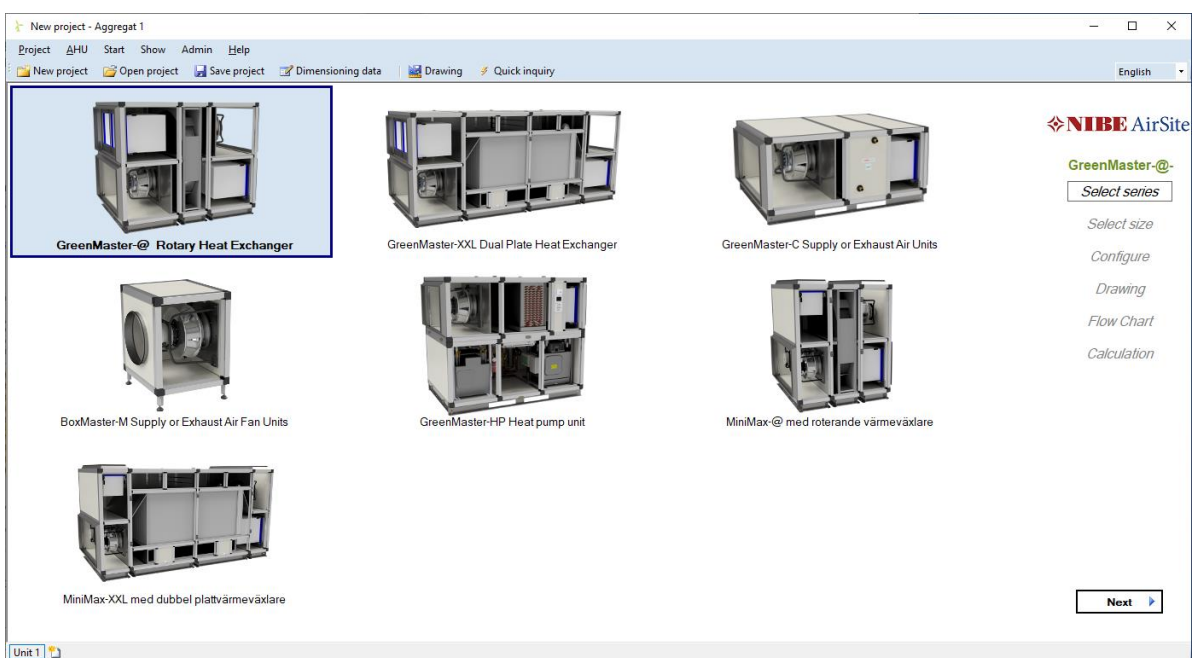 New project - Aggregat 1
Project AHU Start Show Admin Help
New project Open project Save project Dimensioning data Drawing Quick inquiry English
NIBE AirSite
GreenMaster-@-
Select series
Select size
Configure
Drawing
Flow Chart
Calculation
GreenMaster-@ Rotary Heat Exchanger
GreenMaster-XXL Dual Plate Heat Exchanger
GreenMaster-C Supply or Exhaust Air Units
BoxMaster-M Supply or Exhaust Air Fan Units
GreenMaster-HP Heat pump unit
MiniMax-@ med roterande värmeväxlare
MiniMax-XXL med dubbel plattvärmeväxlare
Next
Unit 1